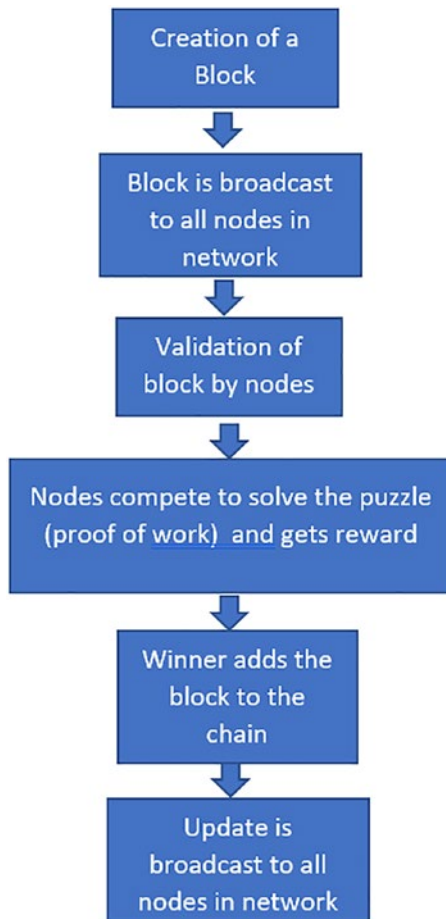 Creation of a
Block
Block is broadcast
to all nodes in
network
Validation of
block by nodes
Nodes compete to solve the puzzle
(proof of work) and gets reward
Winner adds the
block to the
chain
Update is
broadcast to all
nodes in network